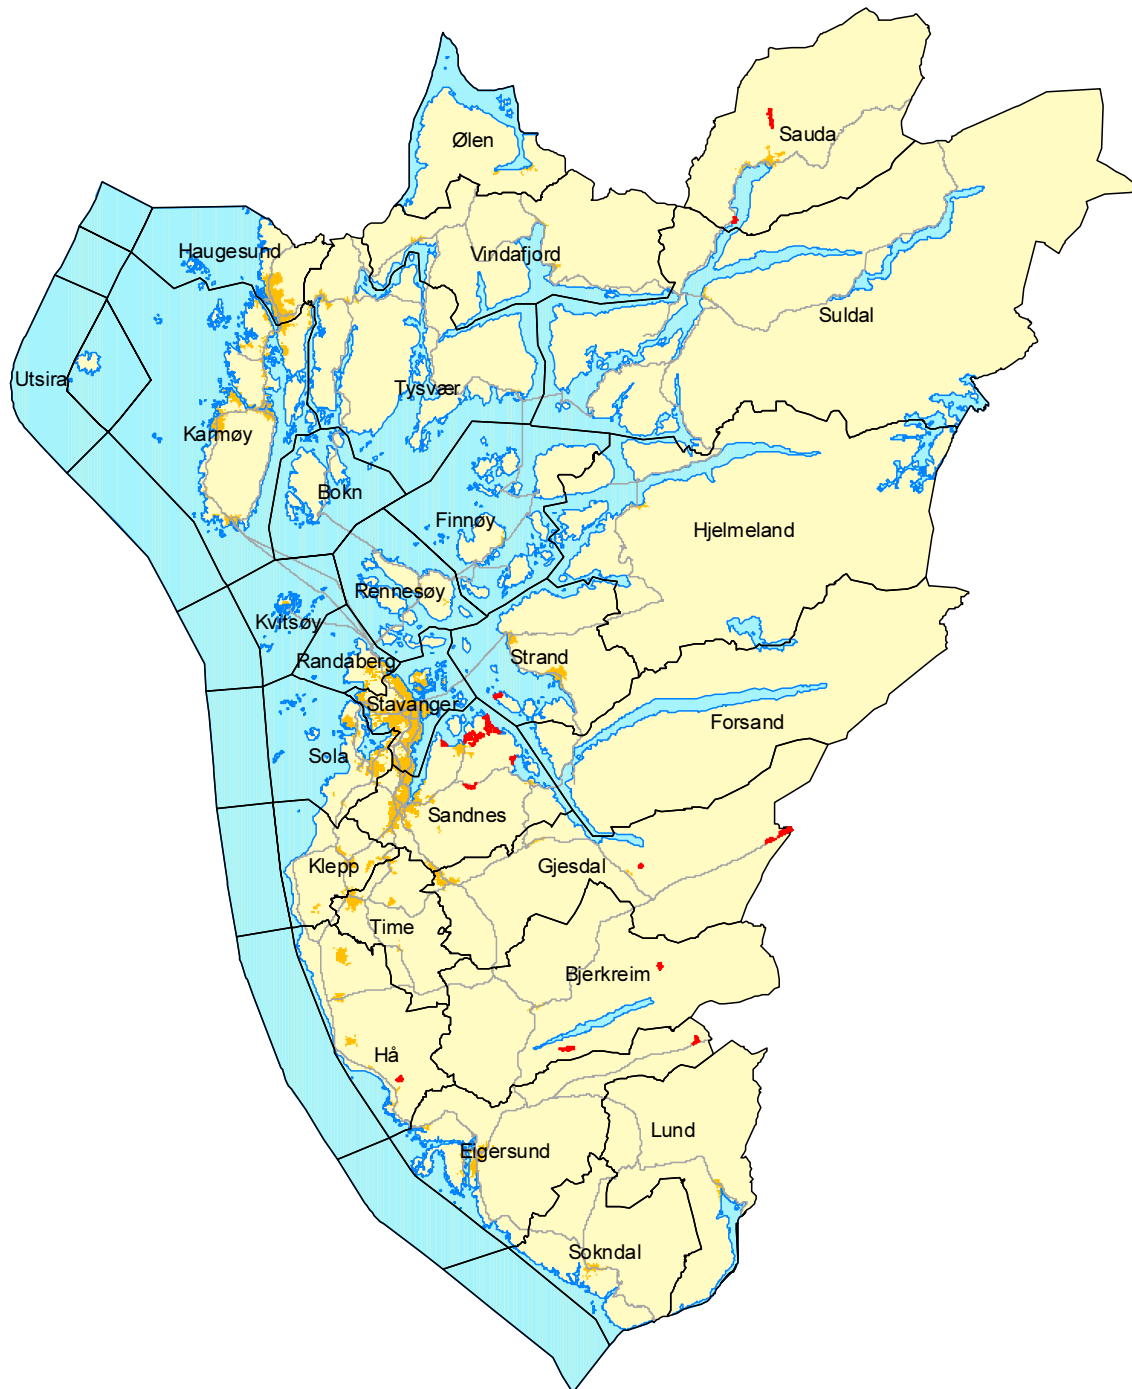 Sauda
Ølen
Haugesund
Vindafjord
Suldal
Utsira
Tysvær
Karmøy
Bokn
Finnøy
Hjelmeland
Rennesøy
Kvitsøy
Randaberg
Strand
Stavanger
Forsand
Sola
Sandnes
Klepp
Gjesdal
Time
Bjerkreim
Hå
Lund
Eigersund
Sokndal